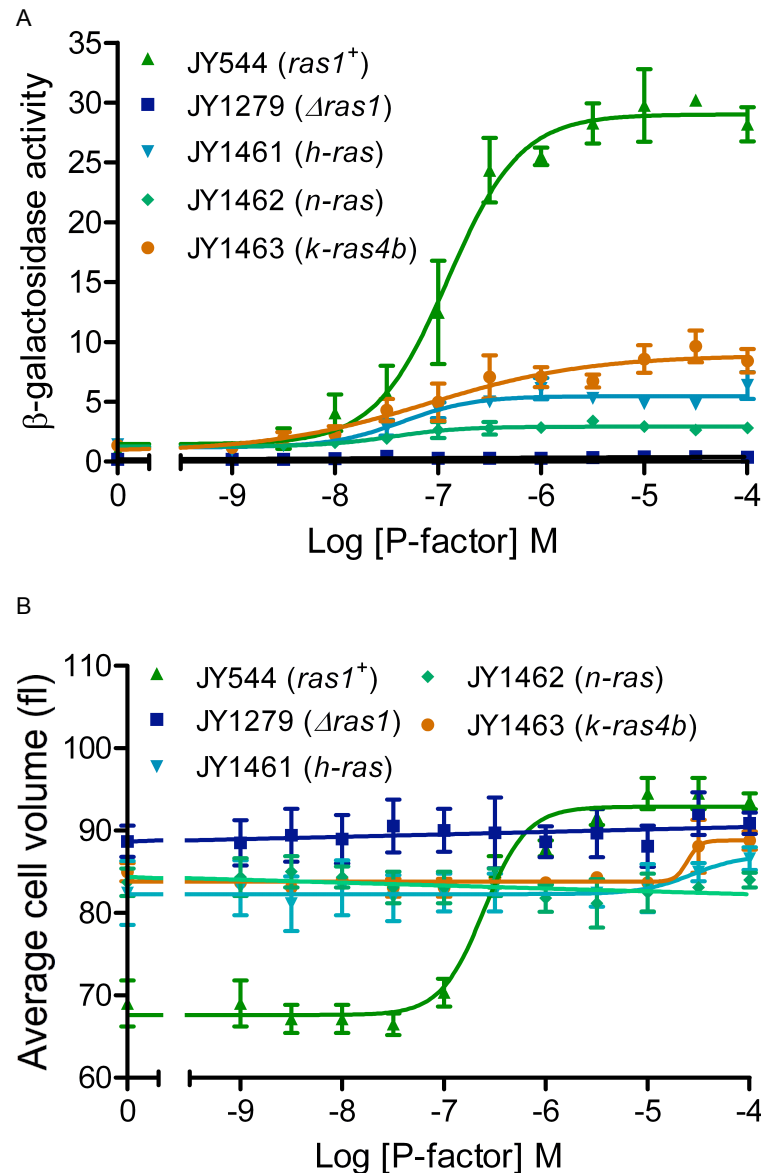 A
35
30
25
20
15
10
5
0
β-galactosidase activity
JY544 (ras1+)
JY1279 (Δras1)
JY1461 (h-ras)
JY1462 (n-ras)
JY1463 (k-ras4b)
0 -9 -8 -7 -6 -5 -4
Log [P-factor] M
B
110
100
90
80
70
60
Average cell volume (fl)
JY544 (ras1+)
JY1279 (Δras1)
JY1461 (h-ras)
JY1462 (n-ras)
JY1463 (k-ras4b)
0 -9 -8 -7 -6 -5 -4
Log [P-factor] M